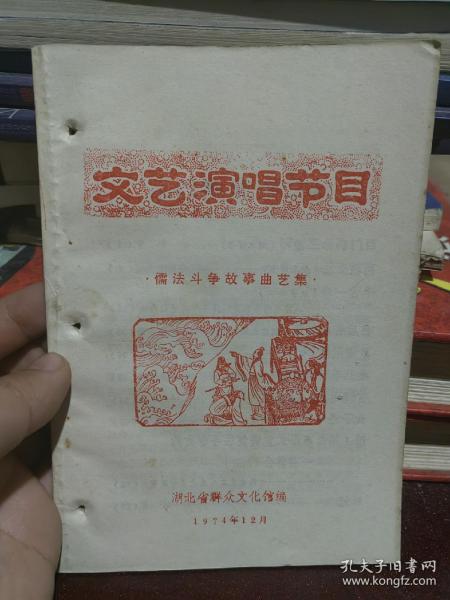 文艺演唱节目
·儒法斗争故事曲艺集·
湖北省群众文化馆编
1974年12月
孔夫子旧书网
www.kongfz.com